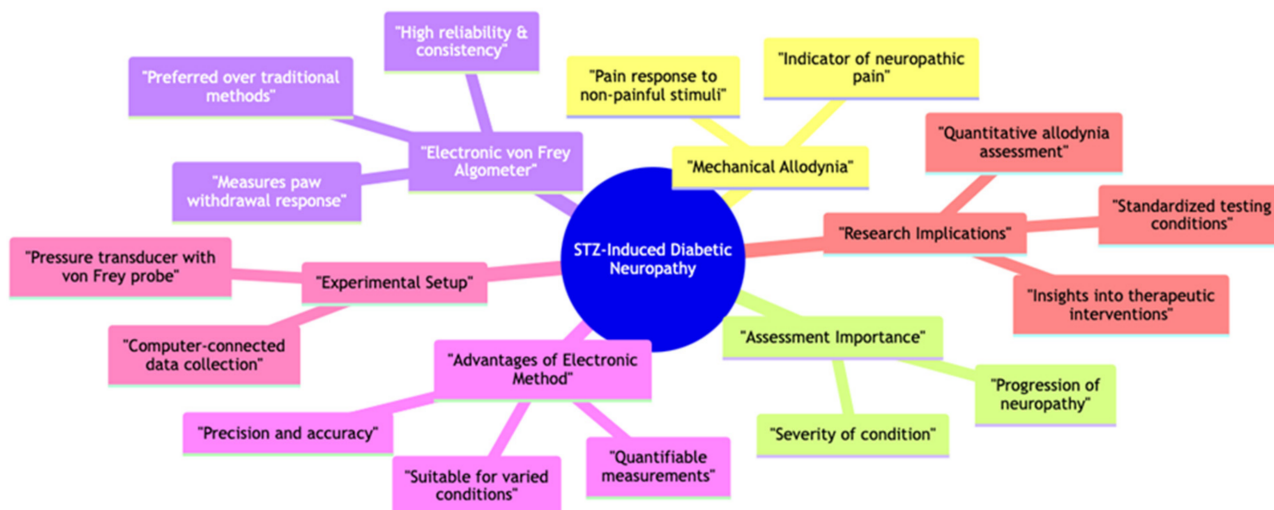 "High reliability &
consistency"
"Preferred over traditional
methods"
"Electronic von Frey
Algometer"
"Measures paw
withdrawal response"
"Pain response to
non-painful stimuli"
"Indicator of neuropathic
pain"
"Mechanical Allodynia"
"Quantitative allodynia
assessment"
"Standardized testing
conditions"
"Research Implications"
"Insights into therapeutic
interventions"
STZ-Induced Diabetic
Neuropathy
"Pressure transducer with
von Frey probe"
"Experimental Setup"
"Computer-connected
data collection"
"Advantages of Electronic
Method"
"Precision and accuracy"
"Suitable for varied
conditions"
"Quantifiable
measurements"
"Assessment Importance"
"Progression of
neuropathy"
"Severity of condition"